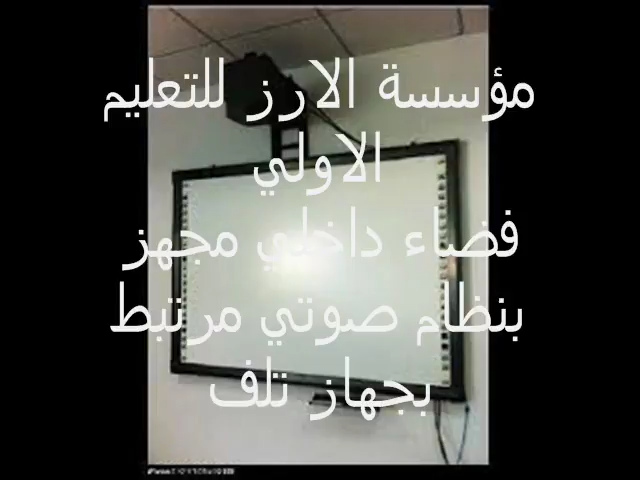 مؤسسة الارز للتعليم
الاولي
فضاء داخلي مجهز
بنظام صوتي مرتبط
بجهاز تلف